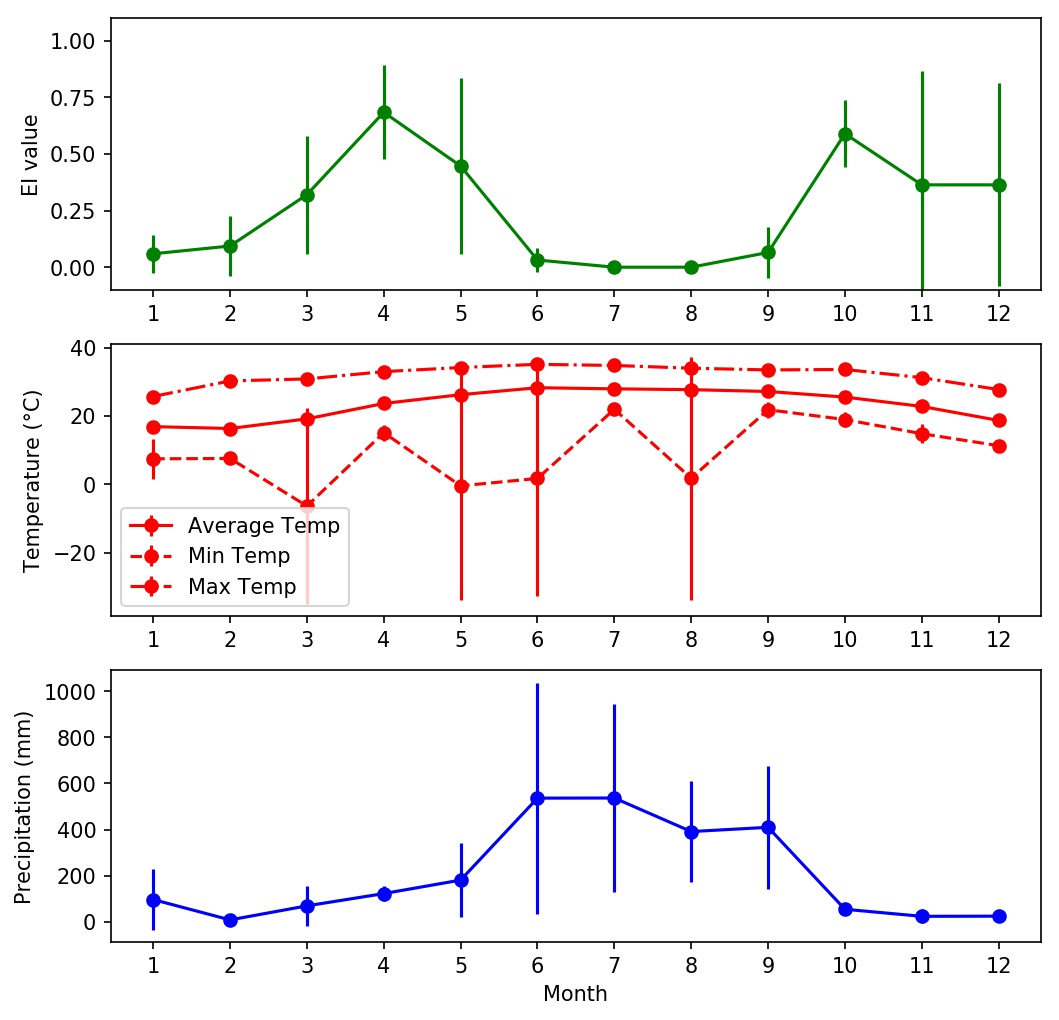 EI value
1.00
0.75
0.50
0.25
0.00
1 2 3 4 5 6 7 8 9 10 11 12
Temperature (°C)
40
20
0
−20
Average Temp
Min Temp
Max Temp
1 2 3 4 5 6 7 8 9 10 11 12
Precipitation (mm)
1000
800
600
400
200
0
1 2 3 4 5 6 7 8 9 10 11 12
Month